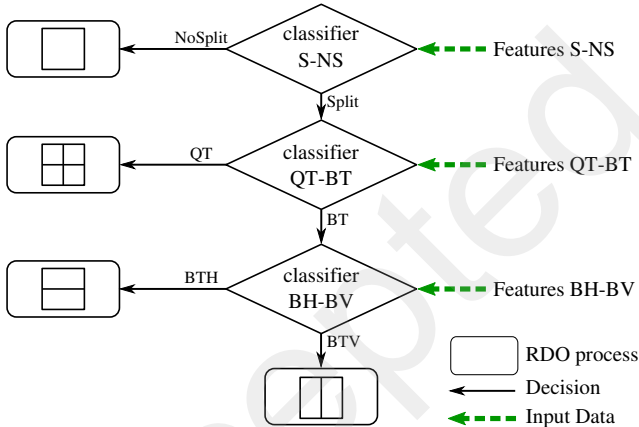 NoSplit
classifier
S-NS
Features S-NS
Split
QT
classifier
QT-BT
Features QT-BT
BT
BTH
classifier
BH-BV
Features BH-BV
BTV
RDO process
Decision
Input Data
cepted